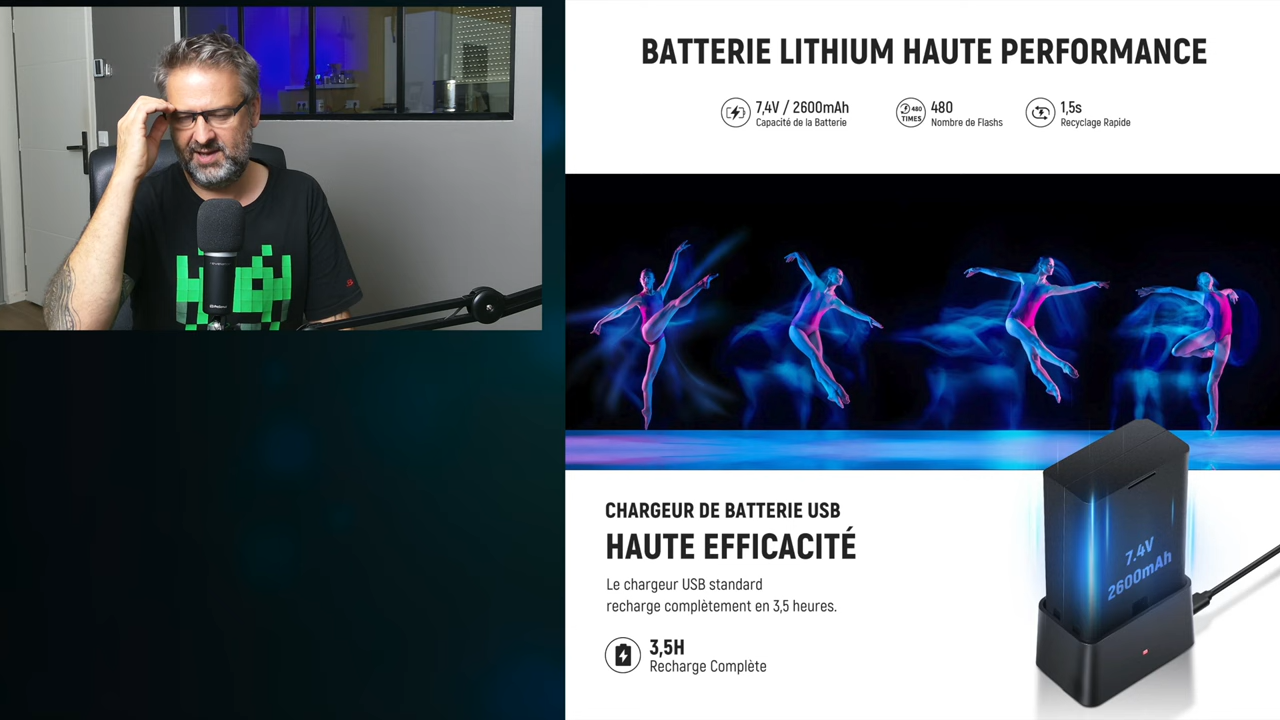 BATTERIE LITHIUM HAUTE PERFORMANCE
7,4V / 2600mAh
Capacité de la Batterie
480
TIMES
480
Nombre de Flashs
1,5s
Recyclage Rapide
7.4V
2600mAh
CHARGEUR DE BATTERIE USB
HAUTE EFFICACITÉ
Le chargeur USB standard
recharge complètement en 3,5 heures.
3,5H
Recharge Complète